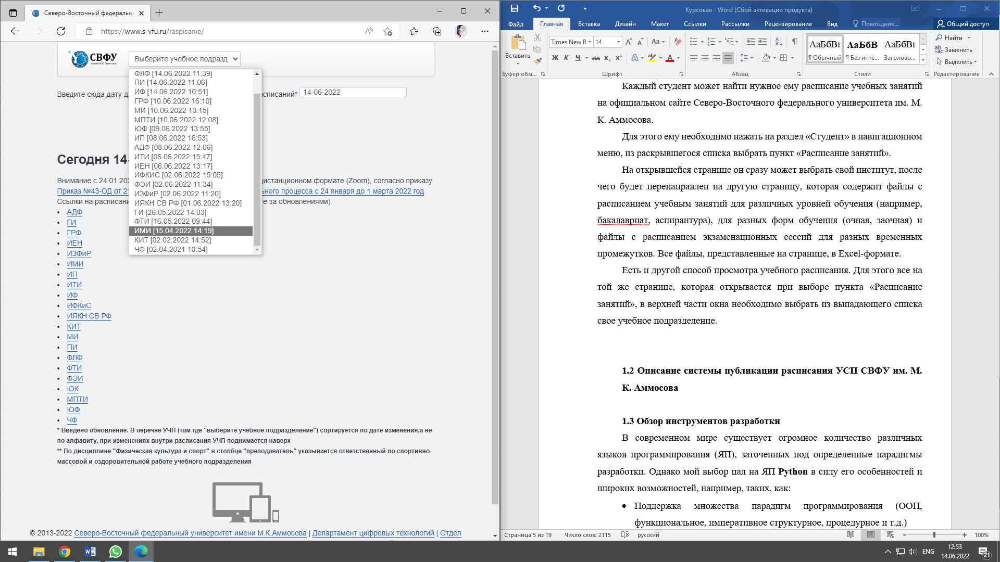 Северо-Восточный федеральн
https://www.s-vfu.ru/raspisanie/
СВФУ
Выберите учебное подразд
ФЛФ [14.06.2022 11:39]
ПИ [14.06.2022 11:06]
ИФ [14.06.2022 10:51]
ГРФ [10.06.2022 16:10]
МИ [10.06.2022 13:15]
МПТИ [10.06.2022 12:08]
ЮФ [09.06.2022 13:55]
ИП [08.06.2022 16:53]
АДФ [08.06.2022 12:06]
ИТИ [06.06.2022 15:47]
ИЕН [06.06.2022 13:17]
ИФКИС [02.06.2022 15:05]
ФЭИ [02.06.2022 11:34]
ИЗФиР [02.06.2022 11:20]
ИЯКН СВ РФ [01.06.2022 13:20]
ГИ [26.05.2022 14:03]
ФТИ [16.05.2022 09:44]
ИМИ [15.04.2022 14:19]
КИТ [02.02.2022 14:52]
ЧФ [02.04.2021 10:54]
Введите сюда дату д
списаний* 14-06-2022
Сегодня 14-
Внимание с 24.01.202
дистанционном формате (Zoom), согласно приказу
Приказ №43-ОД от 2
ьного процесса с 24 января до 1 марта 2022 год
Ссылки на расписани
е за обновлениями)
• АДФ
• ГИ
• ГРФ
• ИЕН
• ИЗФиР
• ИМИ
• ИП
• ИТИ
• ИФ
• ИФКиС
• ИЯКН СВ РФ
• КИТ
• МИ
• ПИ
• ФЛФ
• ФТИ
• ФЭИ
• ЮК
• МПТИ
• ЮФ
• ЧФ
* Введено обновление. В перечне УЧП (там где "выберите учебное подразделение") сортируется по дате изменения,а не
по алфавиту, при изменениях внутри расписания УЧП поднимается наверх
** По дисциплине "Физическая культура и спорт" в столбце "преподаватель" указывается ответственный по спортивно-
массовой и оздоровительной работе учебного подразделения
© 2013-2022 Северо-Восточный федеральный университет имени М.К.Аммосова | Департамент цифровых технологий | Отдел
Курсовая - Word (Сбой активации продукта)
Файл Главная Вставка Дизайн Макет Ссылки Рассылки Рецензирование Вид Помощник... Общий доступ
Вставить
Times New R 14
Ж К Ч abc x₂ x²
АаБбВв АаБбВ АаБбВв
¶ Обычный ¶ Без инте... Заголово...
Найти
Заменить
Выделить
Буфер обм... Шрифт Абзац Стили Редактирование
Каждый студент может найти нужное ему расписание учебных занятий
на официальном сайте Северо-Восточного федерального университета им. М.
К. Аммосова.
Для этого ему необходимо нажать на раздел «Студент» в навигационном
меню, из раскрывшегося списка выбрать пункт «Расписание занятий».
На открывшейся странице он сразу может выбрать свой институт, после
чего будет перенаправлен на другую страницу, которая содержит файлы с
расписанием учебным занятий для различных уровней обучения (например,
бакалавриат, аспирантура), для разных форм обучения (очная, заочная) и
файлы с расписанием экзаменационных сессий для разных временных
промежутков. Все файлы, представленные на странице, в Excel-формате.
Есть и другой способ просмотра учебного расписания. Для этого все на
той же странице, которая открывается при выборе пункта «Расписание
занятий», в верхней части окна необходимо выбрать из выпадающего списка
свое учебное подразделение.
1.2 Описание системы публикации расписания УСП СВФУ им. М.
К. Аммосова
1.3 Обзор инструментов разработки
В современном мире существует огромное количество различных
языков программирования (ЯП), заточенных под определенные парадигмы
разработки. Однако мой выбор пал на ЯП Python в силу его особенностей и
широких возможностей, например, таких, как:
• Поддержка множества парадигм программирования (ООП,
функциональное, императивное структурное, процедурное и т.д.)
Страница 5 из 19 Число слов: 2115 русский 100%
ENG
12:53
14.06.2022
21